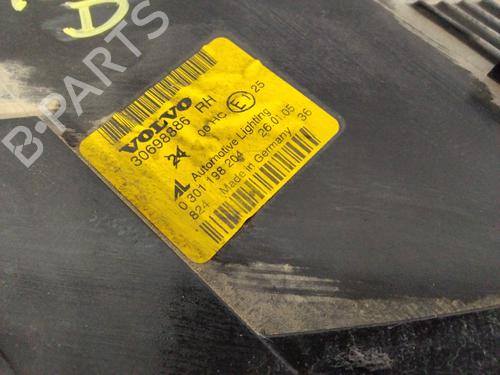 D
B-PARTS
VOLVO
30698886 RH
24 00 HC E1 25
AL Automotive Lighting
0 301 198 204 26.01.05
824 Made in Germany 36